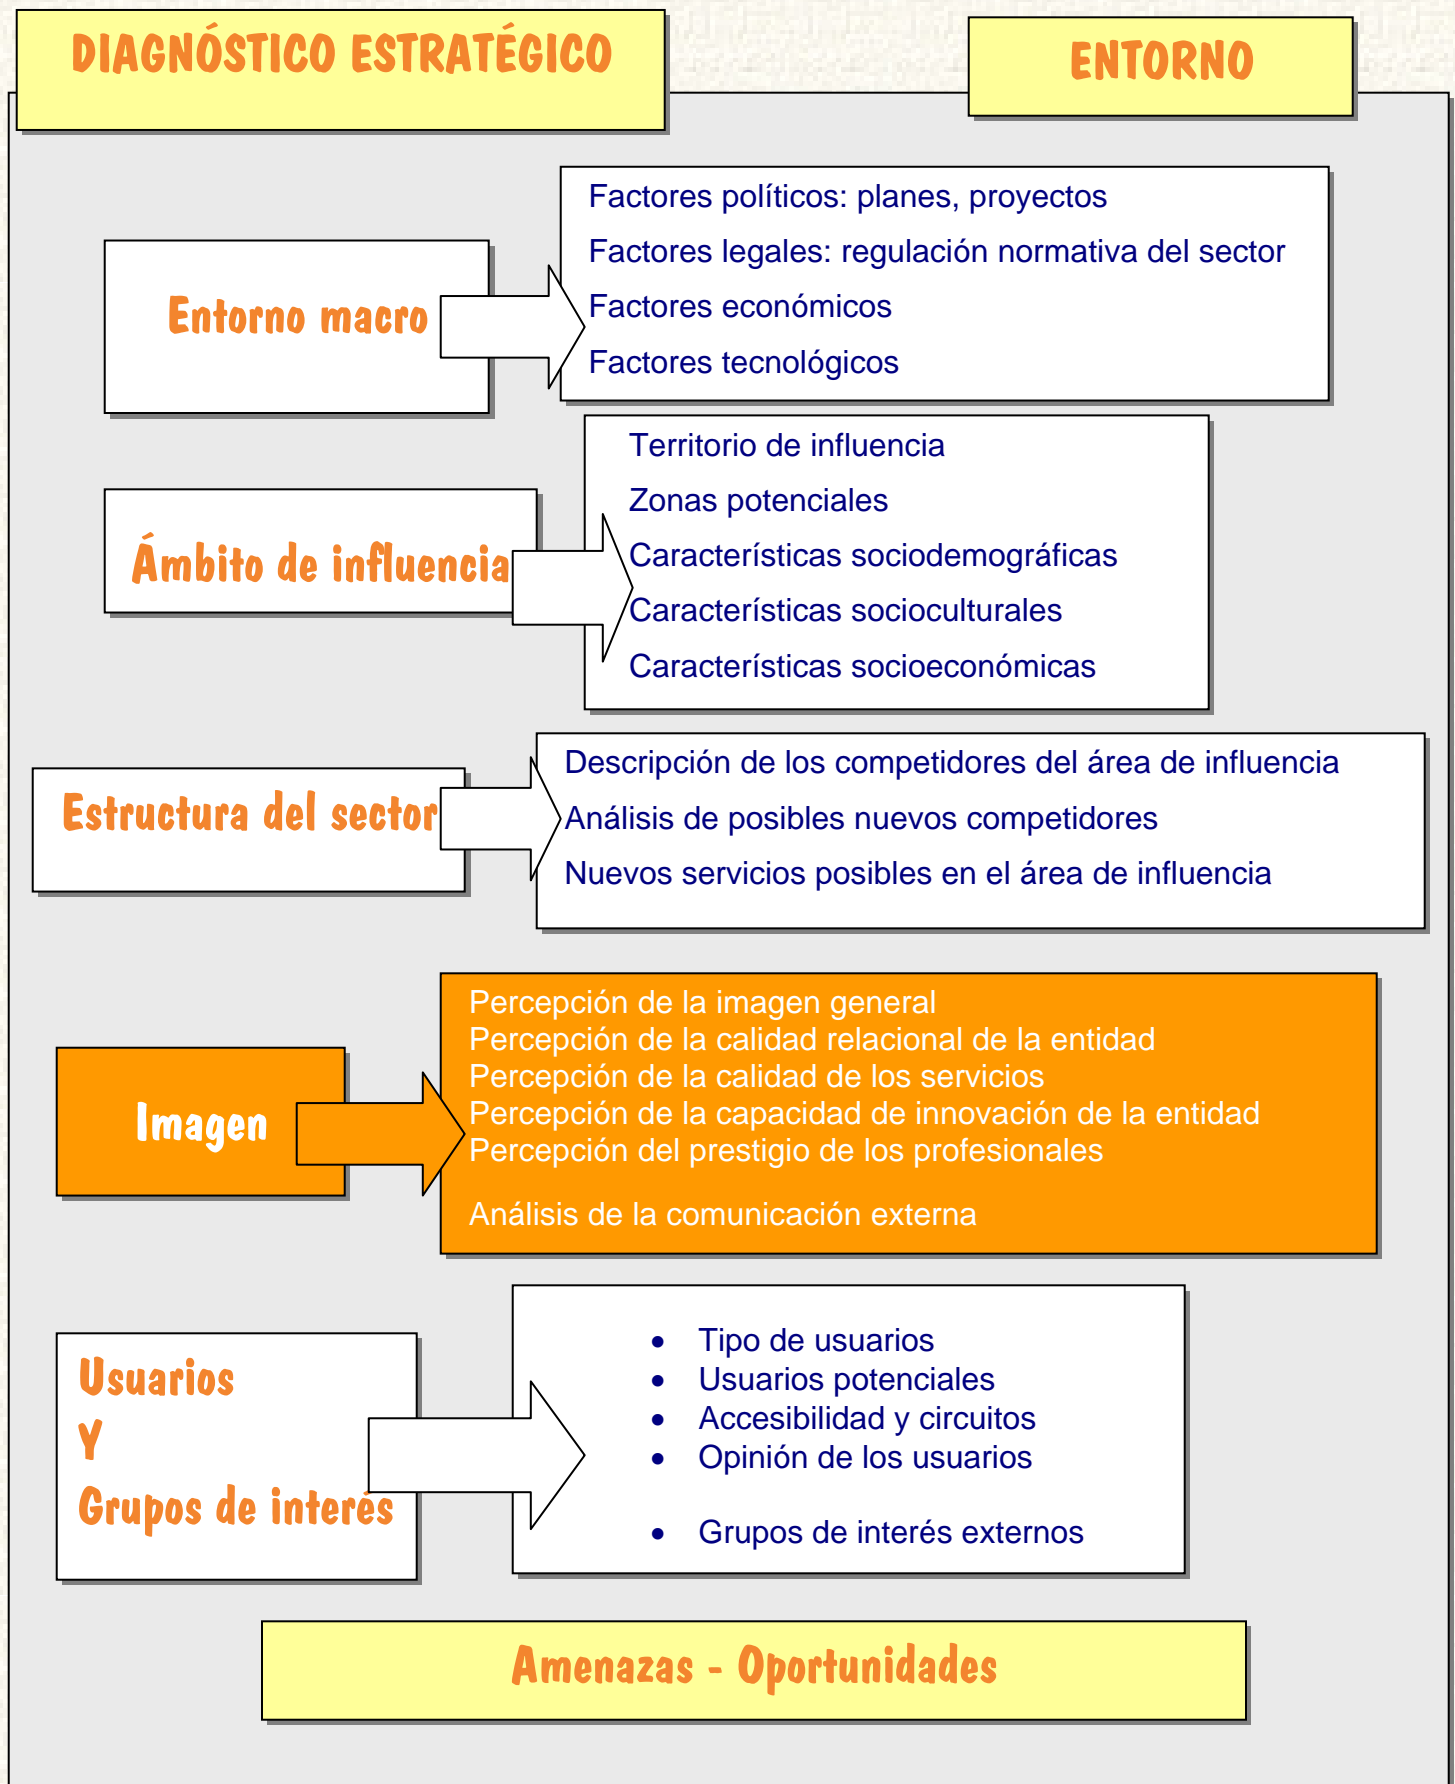 DIAGNÓSTICO ESTRATÉGICO
ENTORNO
Entorno macro
Factores políticos: planes, proyectos
Factores legales: regulación normativa del sector
Factores económicos
Factores tecnológicos
Ámbito de influencia
Territorio de influencia
Zonas potenciales
Características sociodemográficas
Características socioculturales
Características socioeconómicas
Estructura del sector
Descripción de los competidores del área de influencia
Análisis de posibles nuevos competidores
Nuevos servicios posibles en el área de influencia
Imagen
Percepción de la imagen general
Percepción de la calidad relacional de la entidad
Percepción de la calidad de los servicios
Percepción de la capacidad de innovación de la entidad
Percepción del prestigio de los profesionales
Análisis de la comunicación externa
Usuarios
Y
Grupos de interés
• Tipo de usuarios
• Usuarios potenciales
• Accesibilidad y circuitos
• Opinión de los usuarios
• Grupos de interés externos
Amenazas - Oportunidades